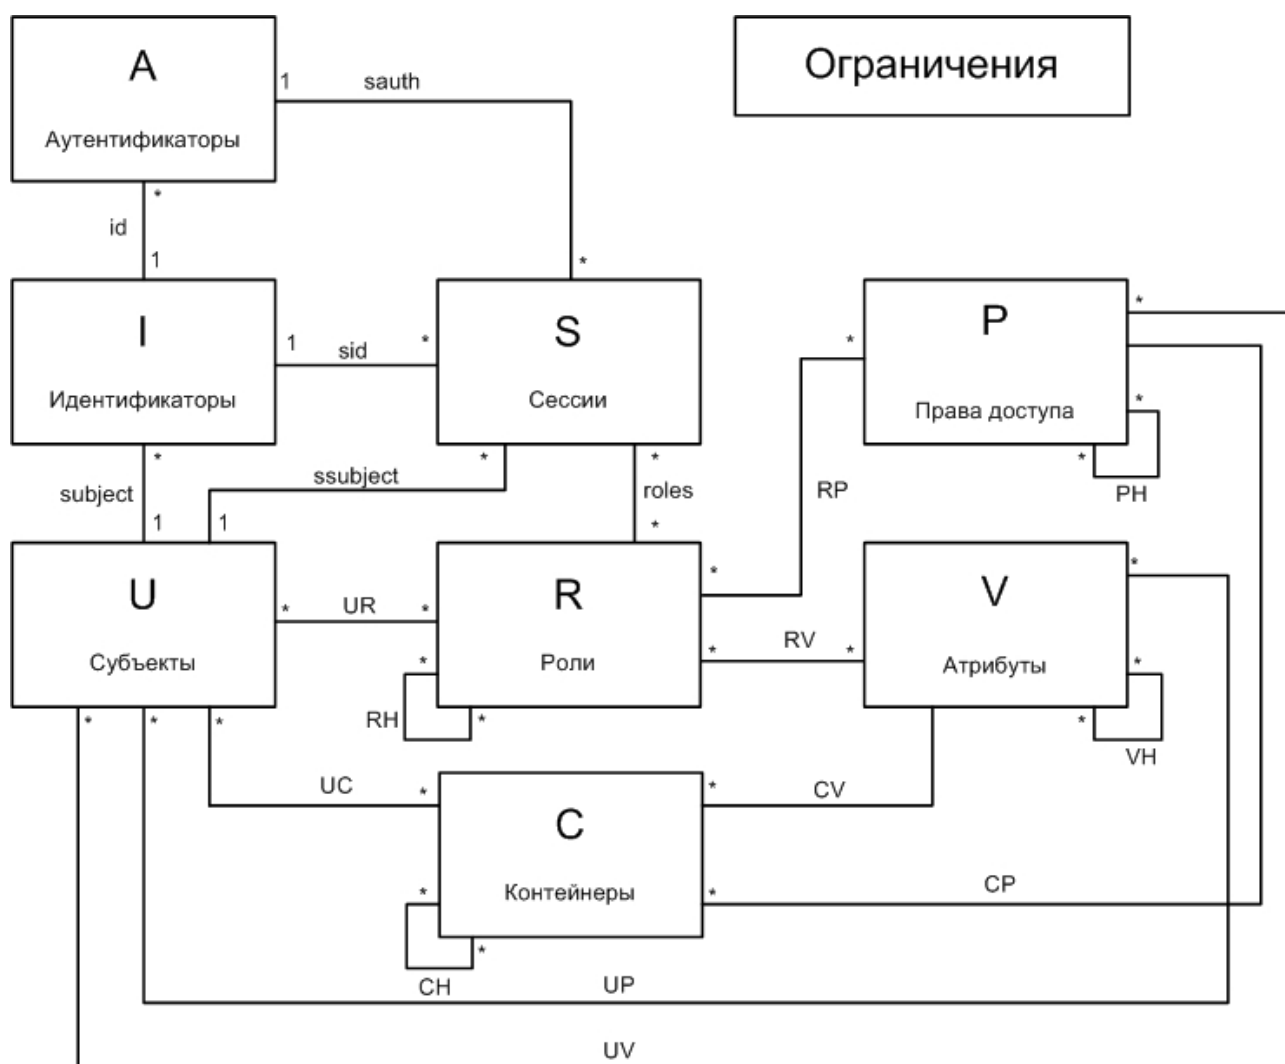 A
Аутентификаторы
1
sauth
Ограничения
*
id
1
*
I
Идентификаторы
1
sid
*
S
Сессии
P
Права доступа
*
*
*
*
PH
*
subject
1
ssubject
*
1
*
roles
*
RP
*
U
Субъекты
*
UR
*
R
Роли
*
RV
*
V
Атрибуты
*
*
*
VH
*
RH
*
*
*
*
UC
*
C
Контейнеры
*
CV
*
CP
*
*
CH
UP
UV